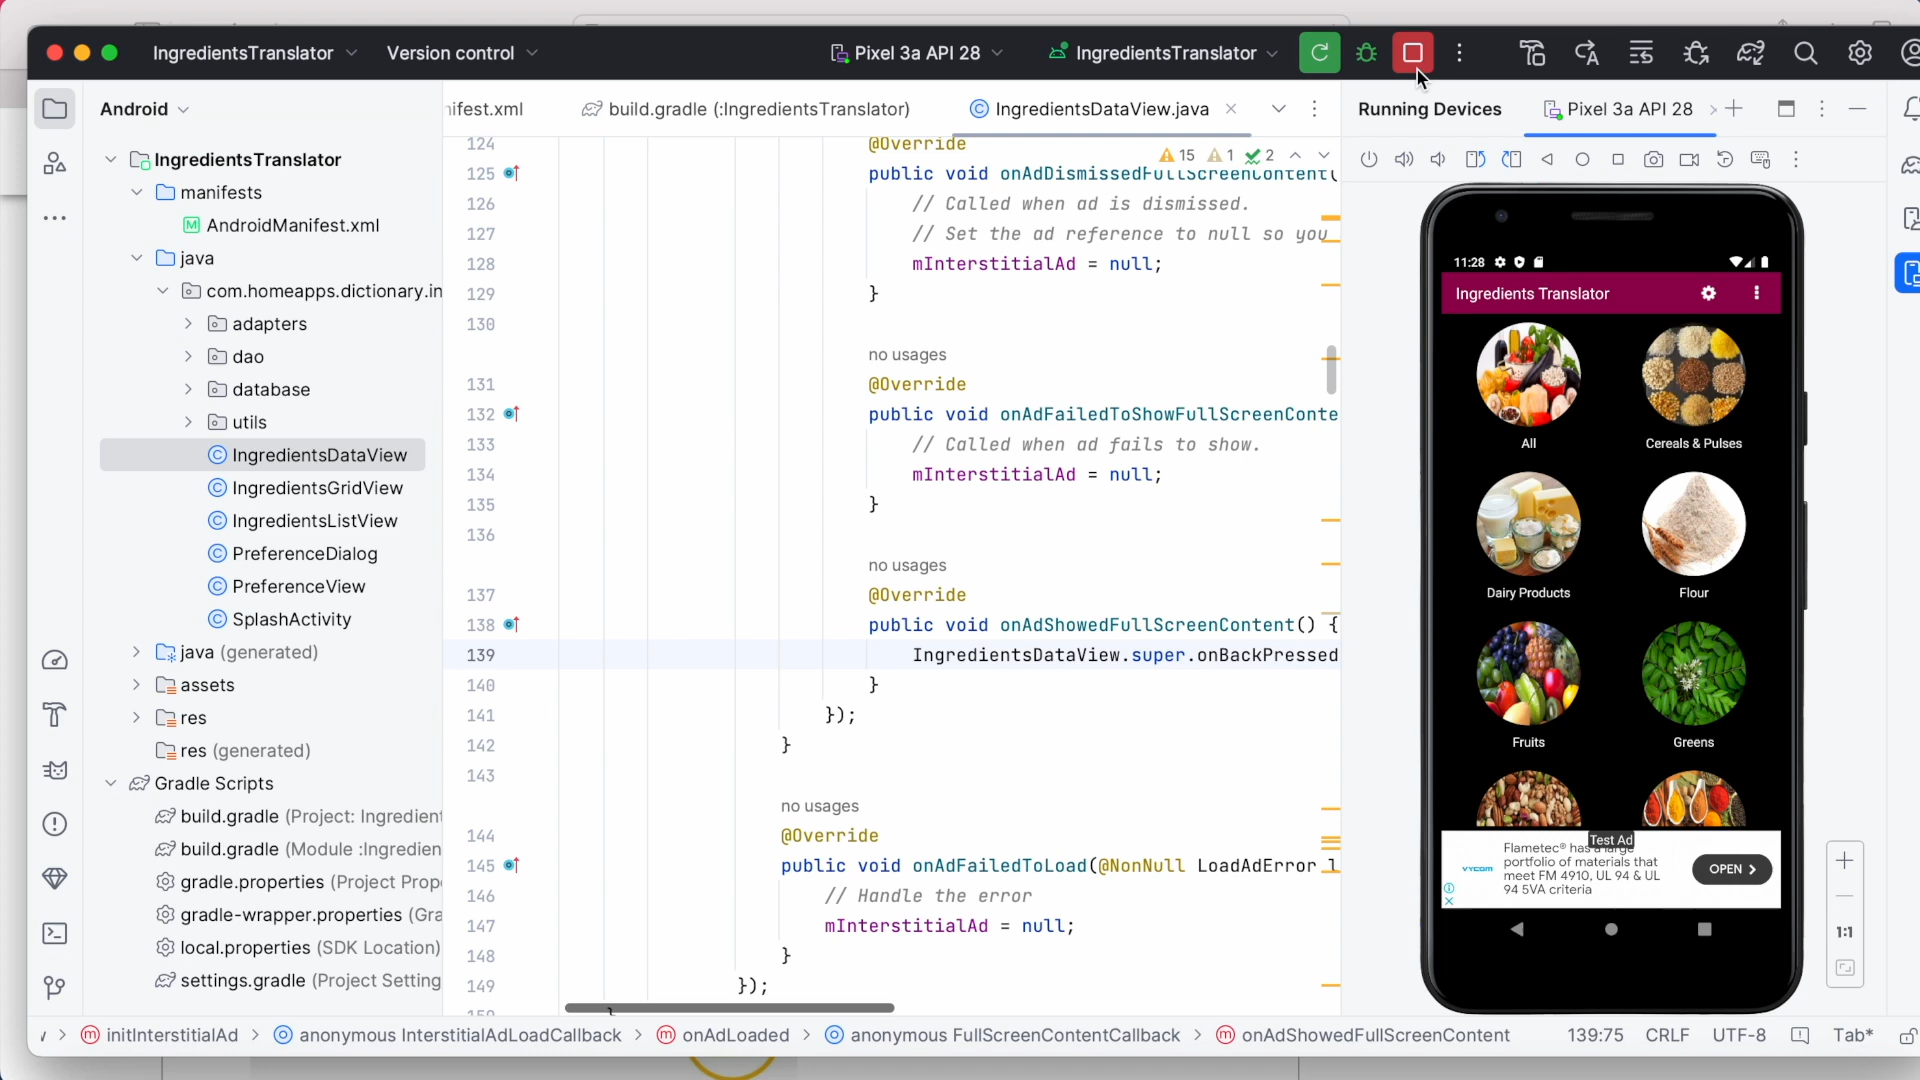 IngredientsTranslator
Version control
Pixel 3a API 28
IngredientsTranslator
Android
IngredientsTranslator
manifests
AndroidManifest.xml
java
com.homeapps.dictionary.in
adapters
dao
database
utils
IngredientsDataView
IngredientsGridView
IngredientsListView
PreferenceDialog
PreferenceView
SplashActivity
java (generated)
assets
res
res (generated)
Gradle Scripts
build.gradle (Project: Ingredient
build.gradle (Module :Ingredien
gradle.properties (Project Prop
gradle-wrapper.properties (Gra
local.properties (SDK Location)
settings.gradle (Project Setting
nifest.xml
build.gradle (:IngredientsTranslator)
IngredientsDataView.java
15 1 2
124 @Override
125 public void onAdDismissedFullScreenContent(
126 // Called when ad is dismissed.
127 // Set the ad reference to null so you
128 mInterstitialAd = null;
129 }
130
no usages
131 @Override
132 public void onAdFailedToShowFullScreenConte
133 // Called when ad fails to show.
134 mInterstitialAd = null;
135 }
136
no usages
137 @Override
138 public void onAdShowedFullScreenContent() {
139 IngredientsDataView.super.onBackPressed
140 }
141 });
142 }
143
no usages
144 @Override
145 public void onAdFailedToLoad(@NonNull LoadAdError l
146 // Handle the error
147 mInterstitialAd = null;
148 }
149 });
Running Devices
Pixel 3a API 28
11:28
Ingredients Translator
All
Cereals & Pulses
Dairy Products
Flour
Fruits
Greens
Test Ad
VYCOM
Flametec® has a large
portfolio of materials that
meet FM 4910, UL 94 & UL
94 5VA criteria
OPEN
1:1
initInterstitialAd
anonymous InterstitialAdLoadCallback
onAdLoaded
anonymous FullScreenContentCallback
onAdShowedFullScreenContent
139:75
CRLF
UTF-8
Tab*